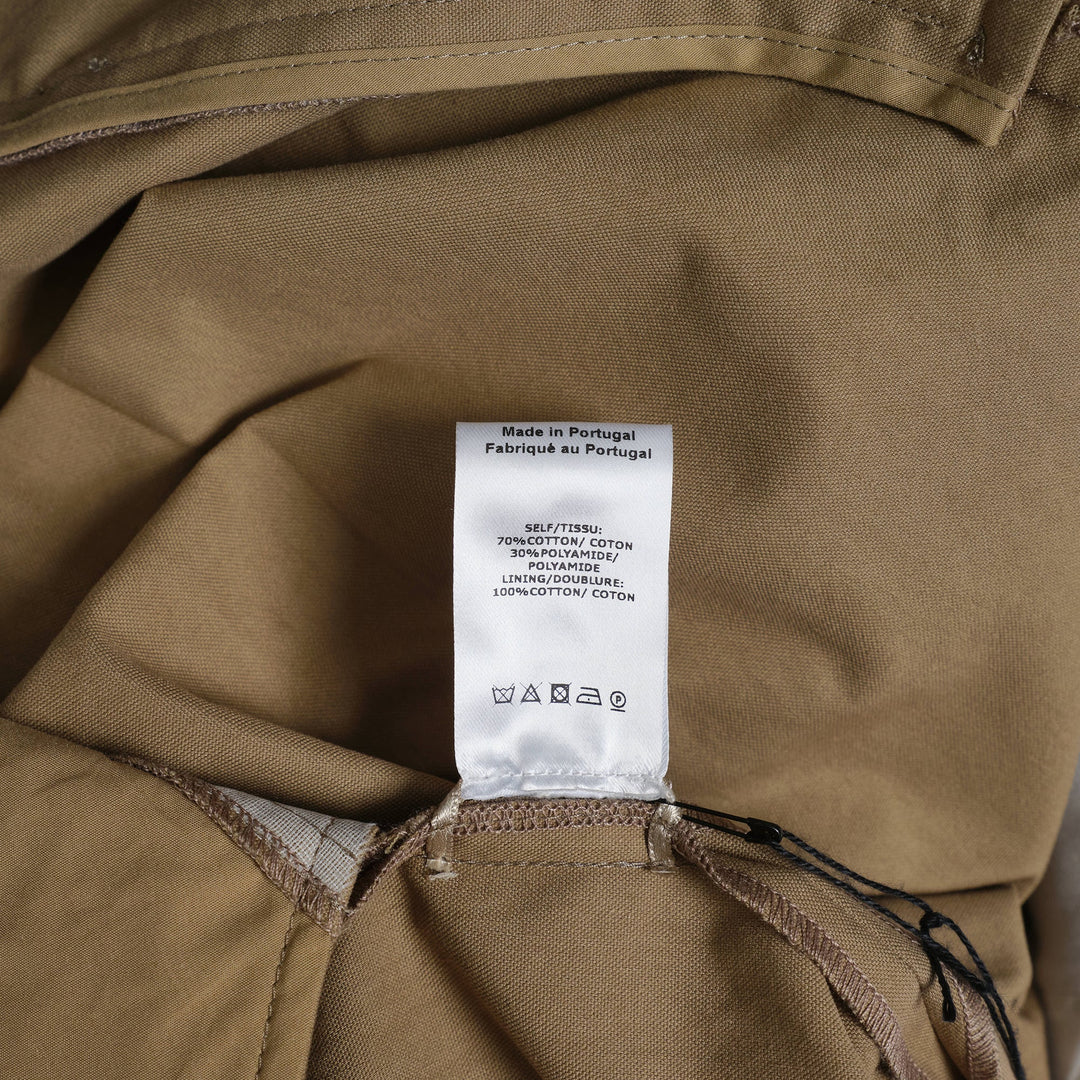 Made in Portugal
Fabriqué au Portugal
SELF/TISSU:
70%COTTON/ COTON
30%POLYAMIDE/
POLYAMIDE
LINING/DOUBLURE:
100%COTTON/ COTON
P